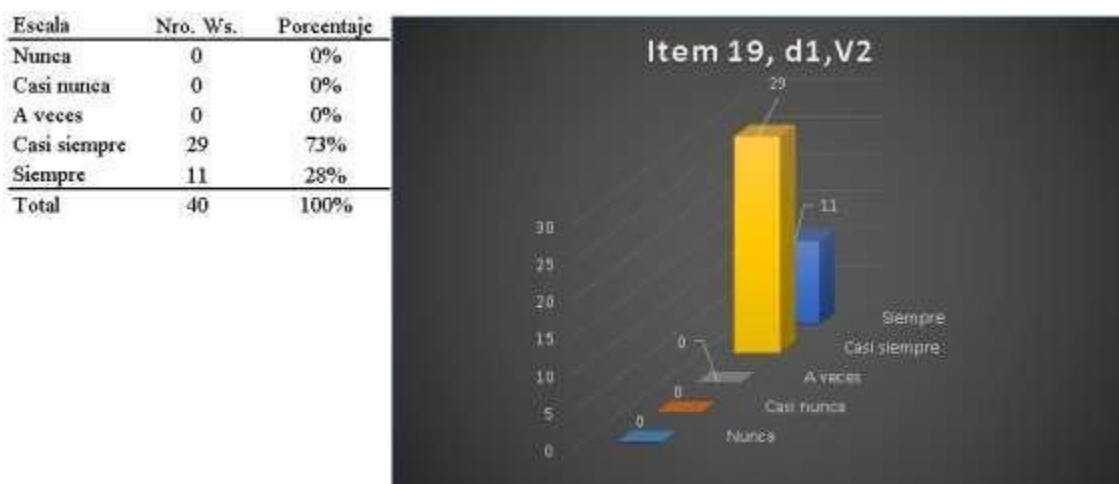 Escala Nro. Ws. Porcentaje
Nunca 0 0%
Casi nunca 0 0%
A veces 0 0%
Casi siempre 29 73%
Siempre 11 28%
Total 40 100%
Item 19, d1,V2
29
11
30
25
20
15
10
5
0
0
0
0
Siempre
Casi siempre
A veces
Casi nunca
Nunca